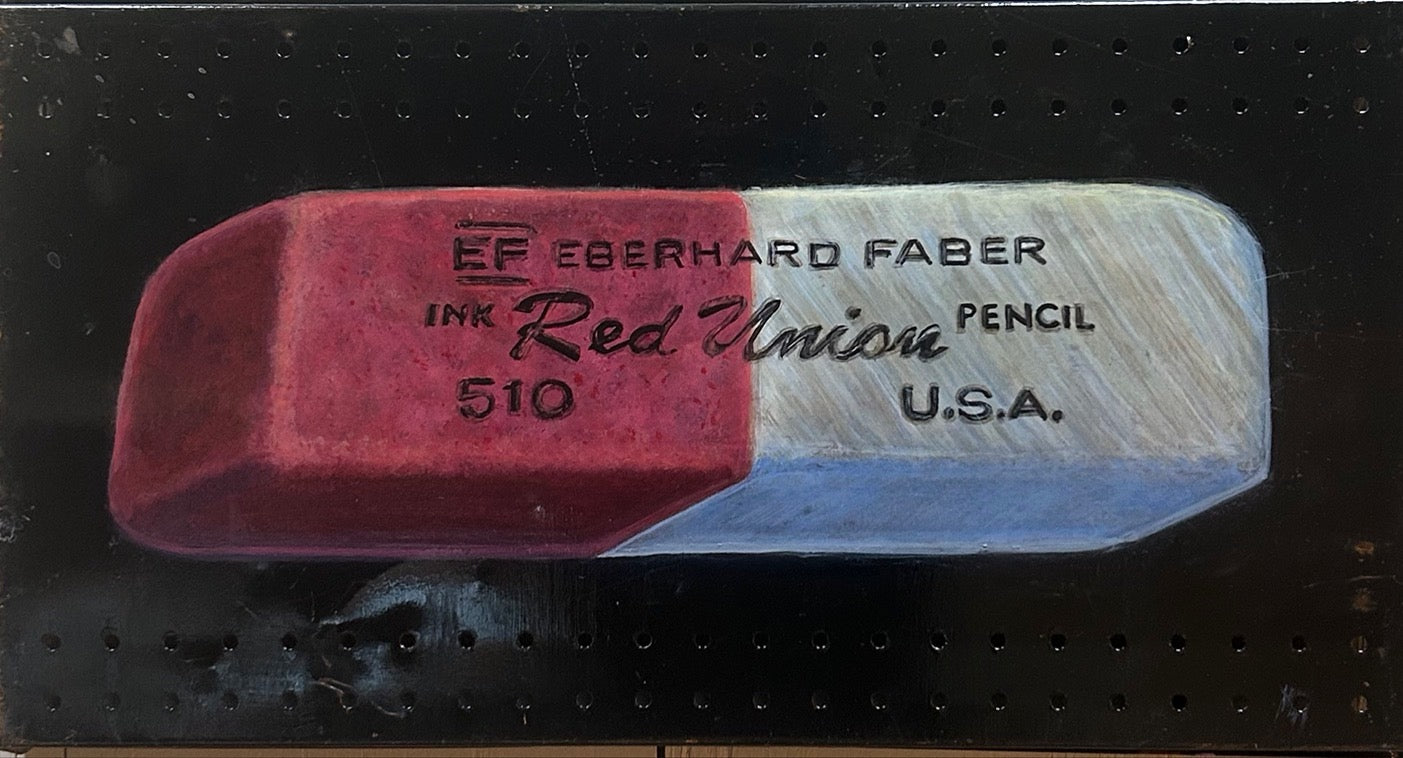 EF EBERHARD FABER
INK Red Union PENCIL
510 U.S.A.